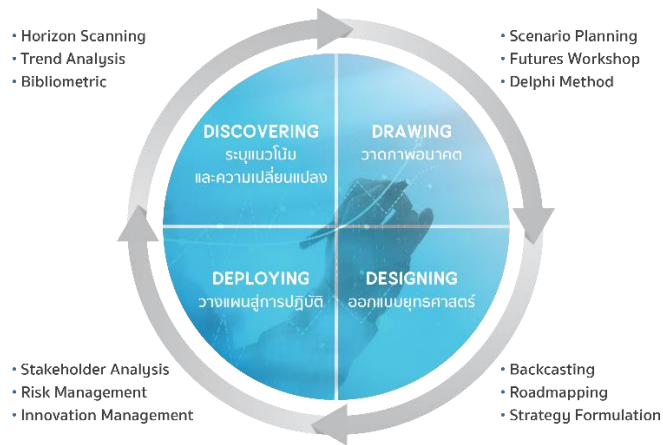 • Horizon Scanning
• Trend Analysis
• Bibliometric
• Scenario Planning
• Futures Workshop
• Delphi Method
DISCOVERING
ระบุแนวโน้ม
และความเปลี่ยนแปลง
DRAWING
วาดภาพอนาคต
DEPLOYING
วางแผนสู่การปฏิบัติ
DESIGNING
ออกแบบยุทธศาสตร์
• Stakeholder Analysis
• Risk Management
• Innovation Management
• Backcasting
• Roadmapping
• Strategy Formulation